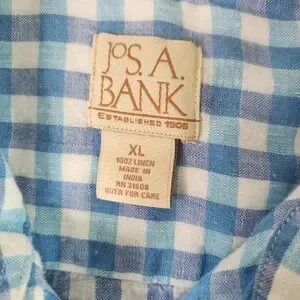 JoS. A.
BANK
ESTABLISHED 1905
XL
100% LINEN
MADE IN
INDIA
RN 31608
OVER FOR CARE